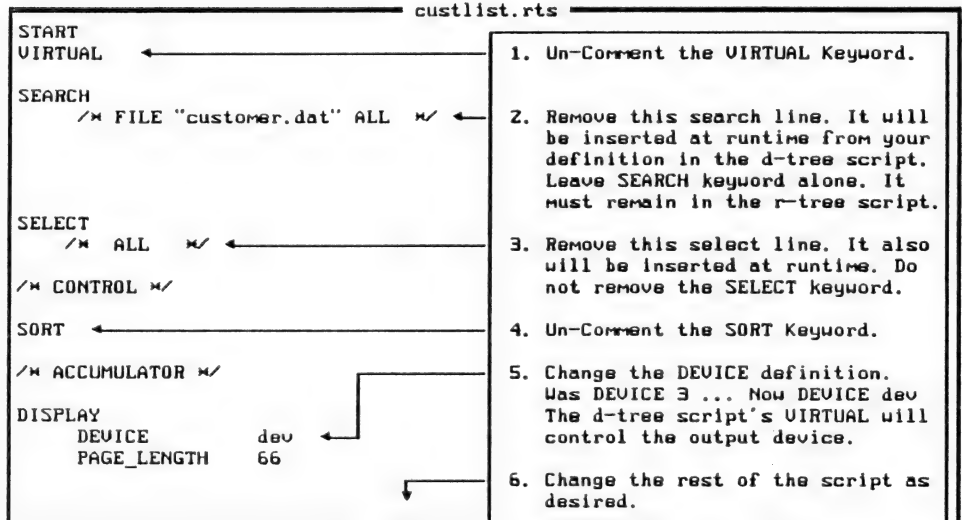 custlist.rts
START
VIRTUAL
SEARCH
/* FILE "customer.dat" ALL */
SELECT
/* ALL */
/* CONTROL */
SORT
/* ACCUMULATOR */
DISPLAY
DEVICE dev
PAGE_LENGTH 66
1. Un-Comment the VIRTUAL Keyword.
2. Remove this search line. It will
be inserted at runtime from your
definition in the d-tree script.
Leave SEARCH keyword alone. It
must remain in the r-tree script.
3. Remove this select line. It also
will be inserted at runtime. Do
not remove the SELECT keyword.
4. Un-Comment the SORT Keyword.
5. Change the DEVICE definition.
Was DEVICE 3 ... Now DEVICE dev
The d-tree script's VIRTUAL will
control the output device.
6. Change the rest of the script as
desired.